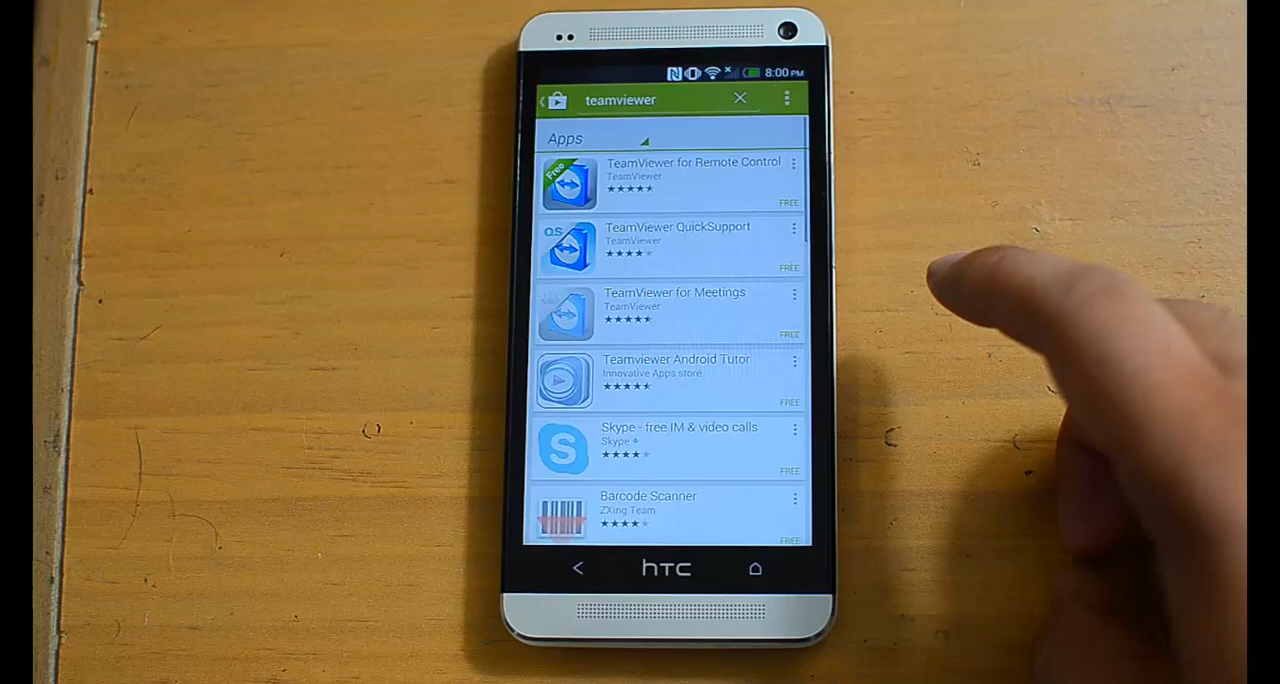 8:00 PM
teamviewer
Apps
Free
TeamViewer for Remote Control
TeamViewer
FREE
QS
TeamViewer QuickSupport
TeamViewer
FREE
TeamViewer for Meetings
TeamViewer
FREE
Teamviewer Android Tutor
Innovative Apps store
FREE
Skype - free IM & video calls
Skype
FREE
Barcode Scanner
ZXing Team
FREE
hTC